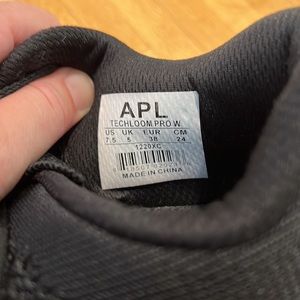 APL
TECHLOOM PRO W
US UK EUR CM
7.5 5 38 24
1220XC
MADE IN CHINA